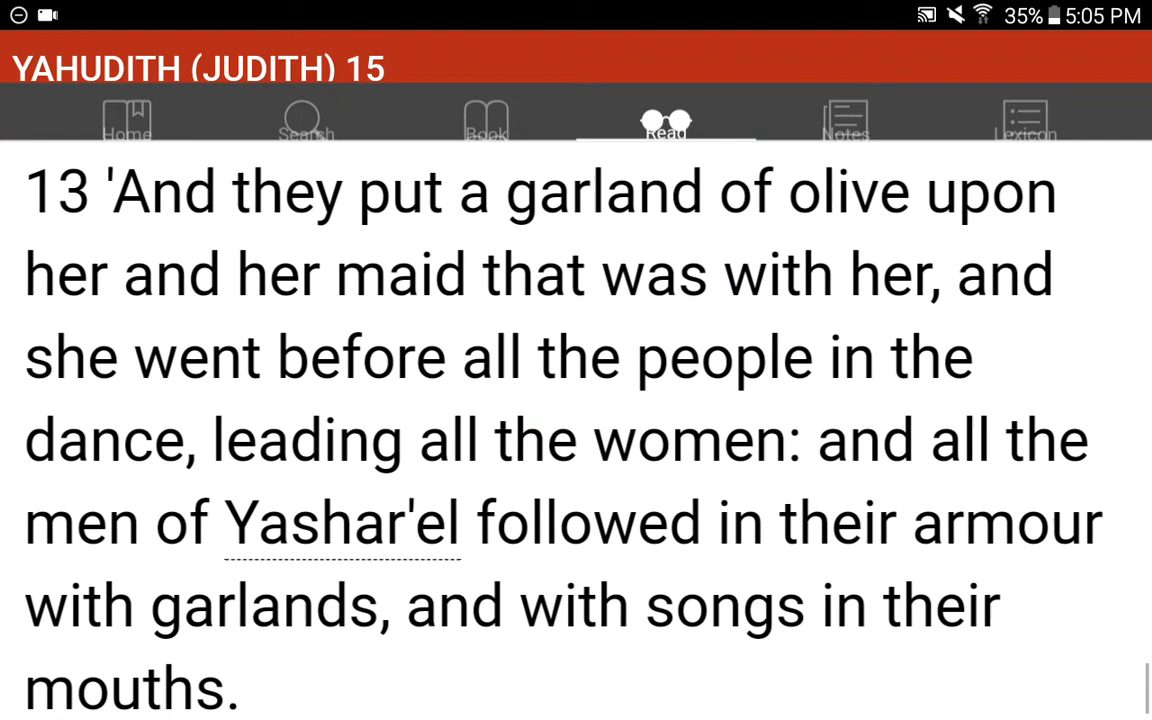 35% 5:05 PM
YAHUDITH (JUDITH) 15
Home Search Book Read Notes Lexicon
13 'And they put a garland of olive upon
her and her maid that was with her, and
she went before all the people in the
dance, leading all the women: and all the
men of Yashar'el followed in their armour
with garlands, and with songs in their
mouths.